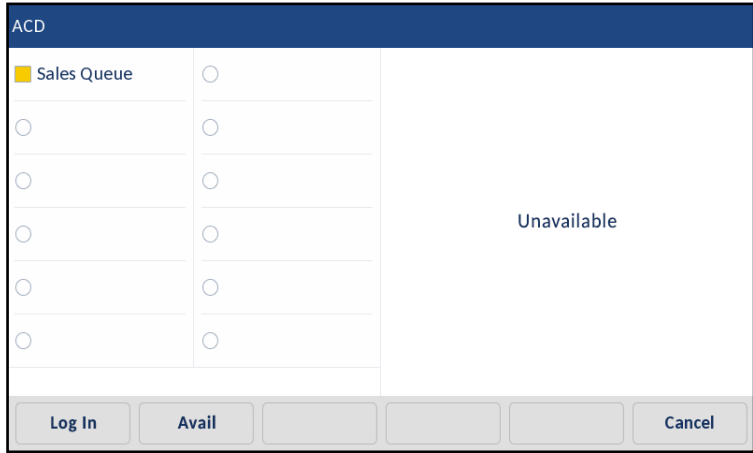 ACD
Sales Queue
Unavailable
Log In
Avail
Cancel